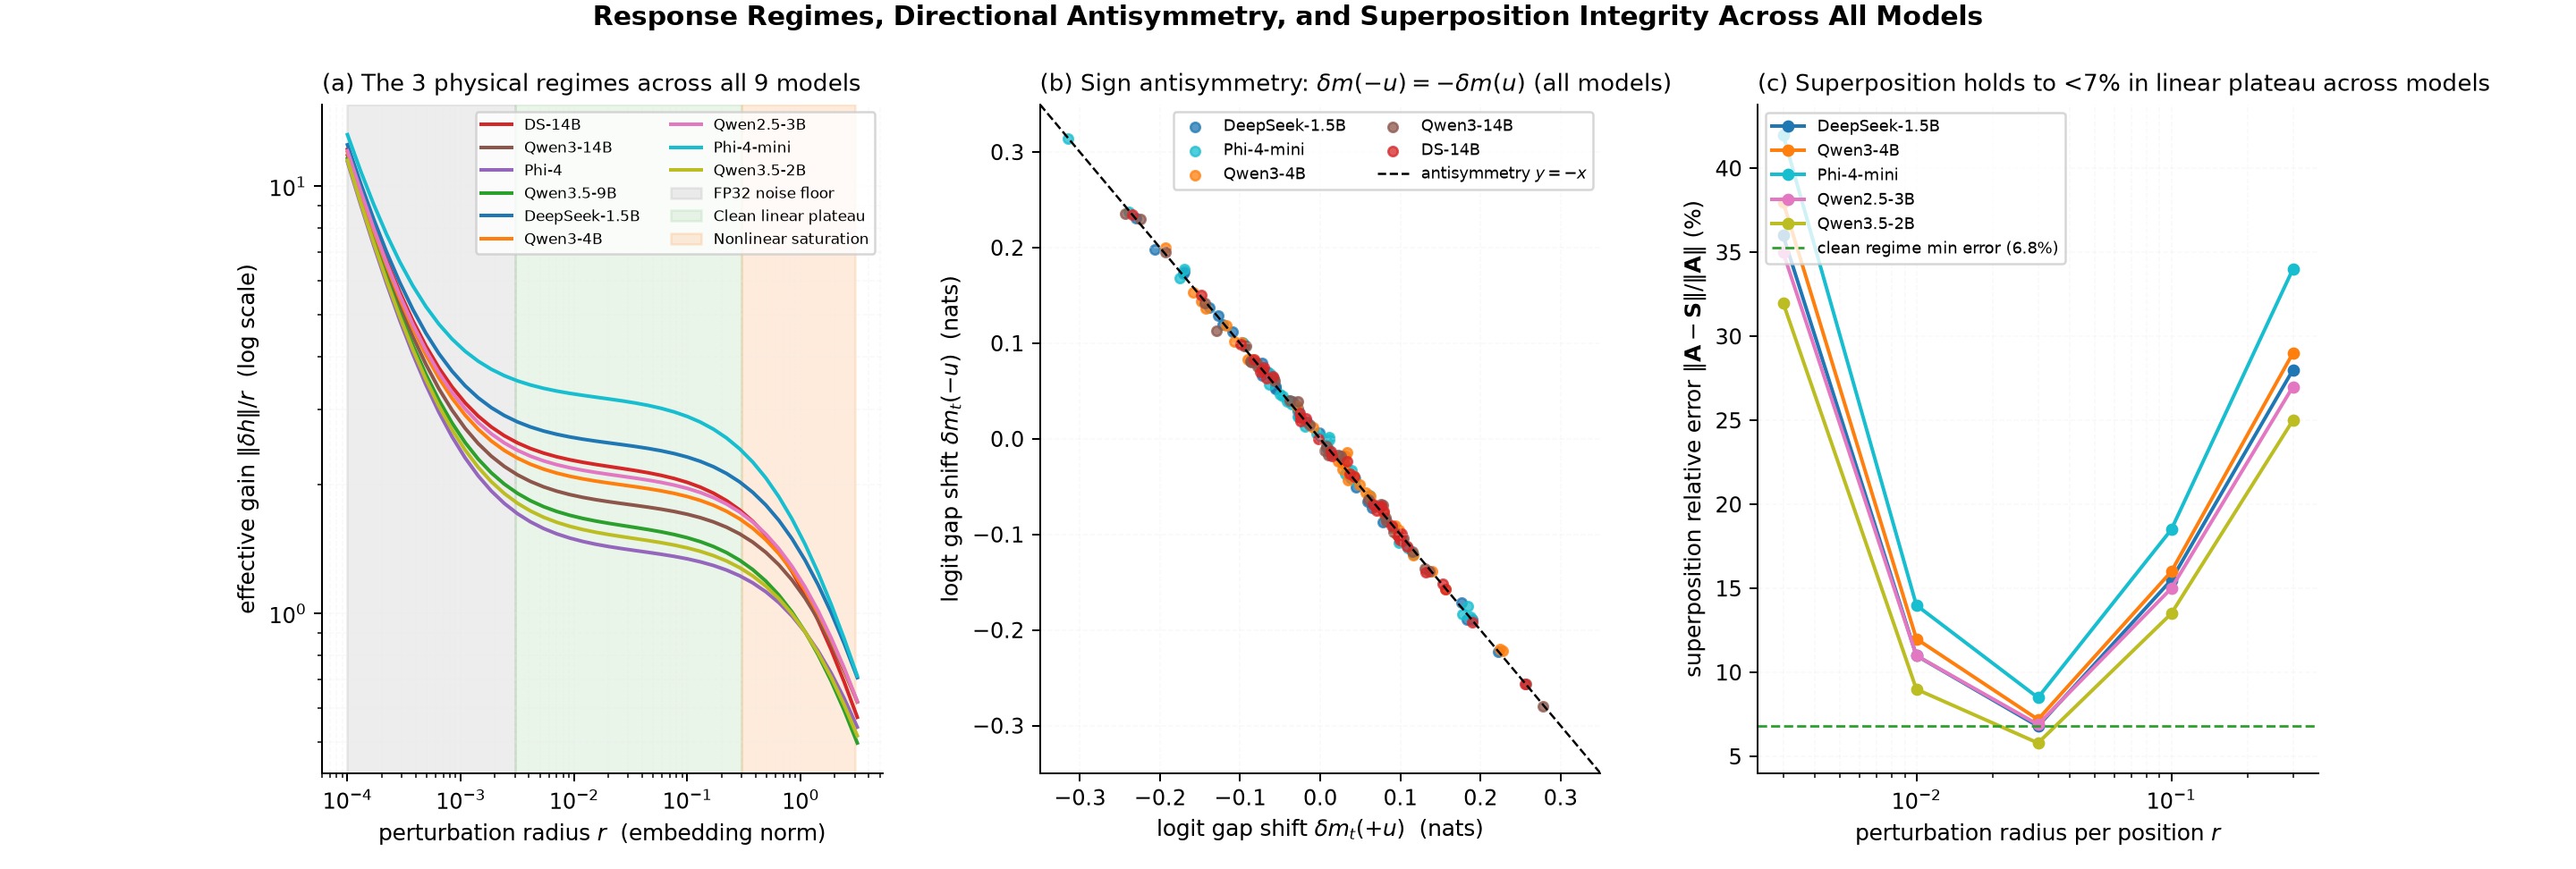 Response Regimes, Directional Antisymmetry, and Superposition Integrity Across All Models
(a) The 3 physical regimes across all 9 models
effective gain ‖δh‖/r (log scale)
10¹
10⁰
DS-14B
Qwen3-14B
Phi-4
Qwen3.5-9B
DeepSeek-1.5B
Qwen3-4B
Qwen2.5-3B
Phi-4-mini
Qwen3.5-2B
FP32 noise floor
Clean linear plateau
Nonlinear saturation
10⁻⁴
10⁻³
10⁻²
10⁻¹
10⁰
perturbation radius r (embedding norm)
(b) Sign antisymmetry: δm(−u) = −δm(u) (all models)
logit gap shift δmₜ(−u) (nats)
0.3
0.2
0.1
0.0
−0.1
−0.2
−0.3
DeepSeek-1.5B
Phi-4-mini
Qwen3-4B
Qwen3-14B
DS-14B
antisymmetry y = −x
−0.3
−0.2
−0.1
0.0
0.1
0.2
0.3
logit gap shift δmₜ(+u) (nats)
(c) Superposition holds to <7% in linear plateau across models
superposition relative error ‖A − S‖/‖A‖ (%)
40
35
30
25
20
15
10
5
DeepSeek-1.5B
Qwen3-4B
Phi-4-mini
Qwen2.5-3B
Qwen3.5-2B
clean regime min error (6.8%)
10⁻²
10⁻¹
perturbation radius per position r